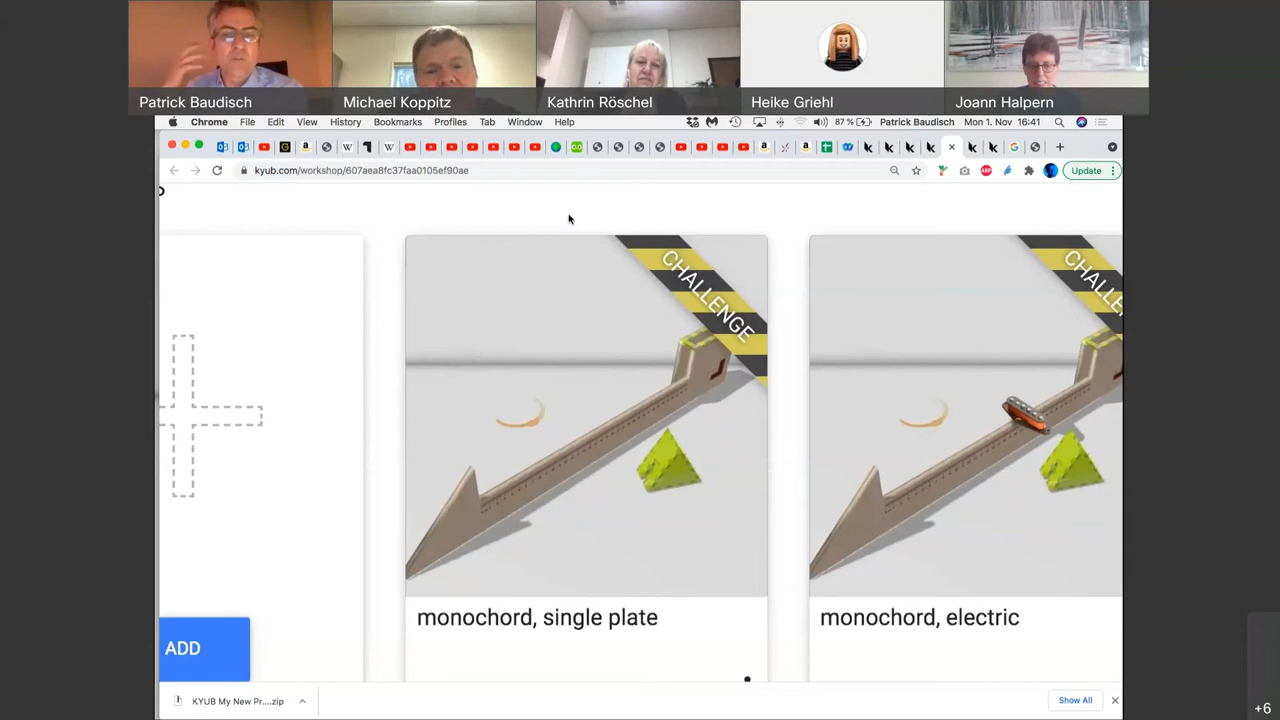 Patrick Baudisch
Michael Koppitz
Kathrin Röschel
Heike Griehl
Joann Halpern
Chrome File Edit View History Bookmarks Profiles Tab Window Help
87 % Patrick Baudisch Mon 1. Nov 16:41
kyub.com/workshop/607aea8fc37faa0105ef90ae
Update
CHALLENGE
CHALLE
monochord, single plate
monochord, electric
ADD
KYUB My New Pr....zip
Show All
+6